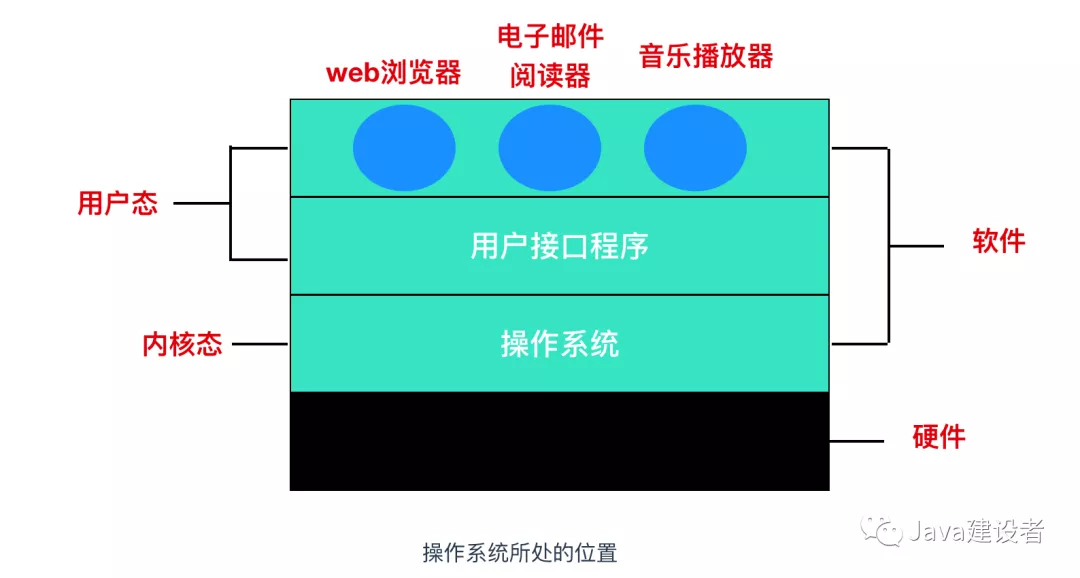 电子邮件
阅读器
web浏览器
音乐播放器
用户态
用户接口程序
软件
内核态
操作系统
硬件
Java建设者
操作系统所处的位置